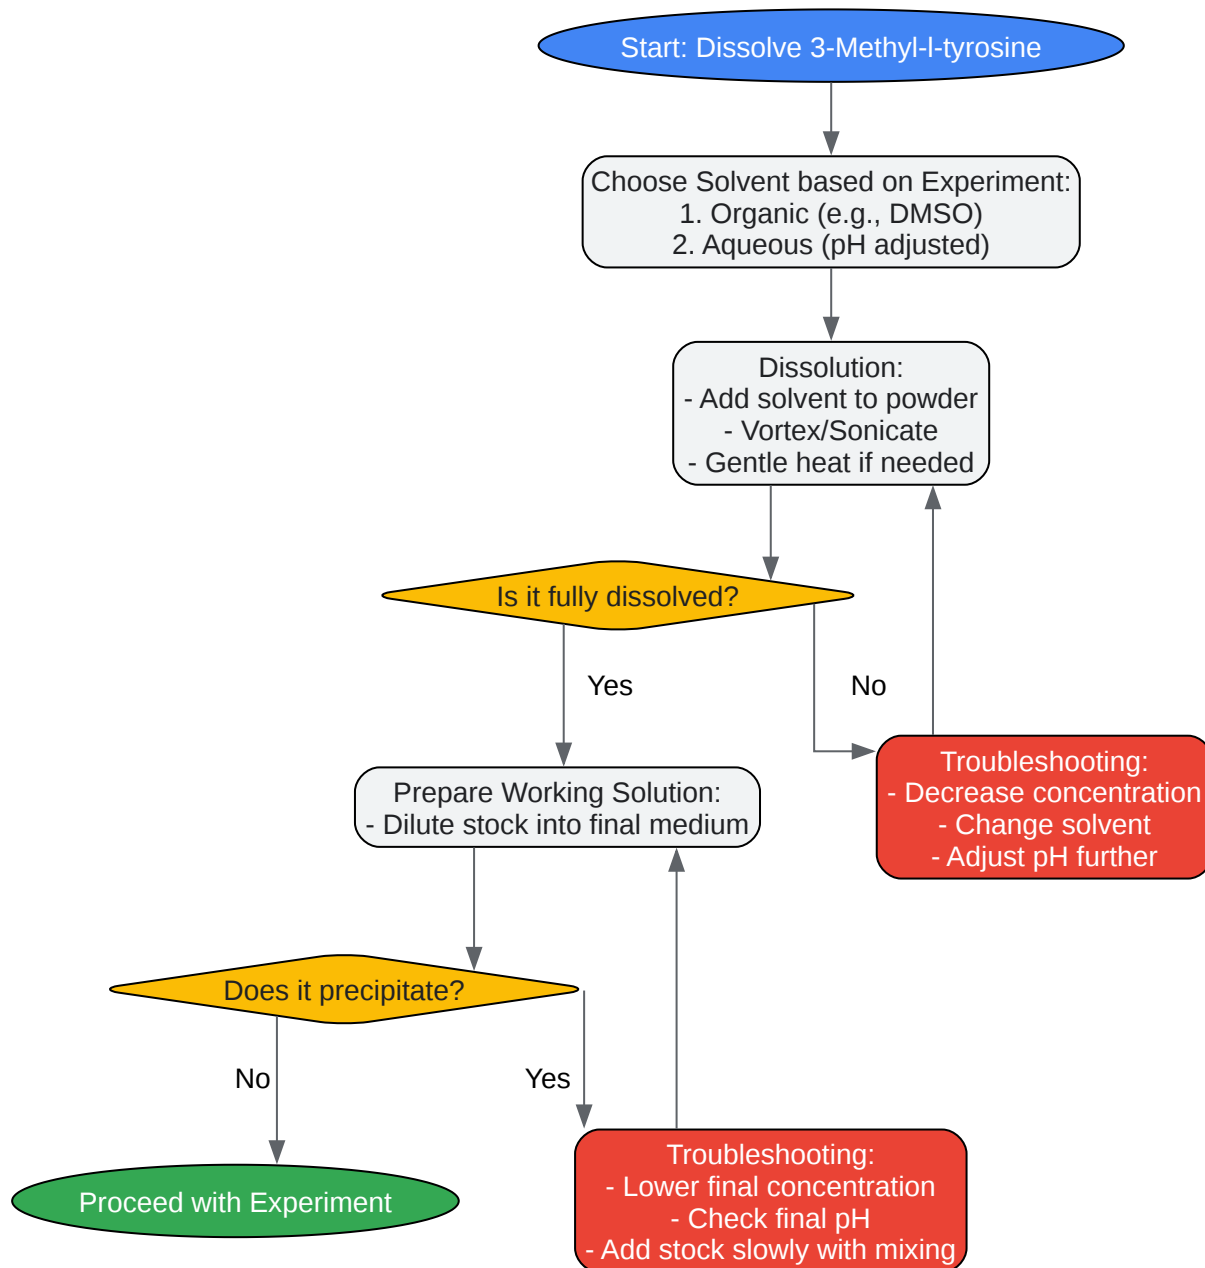 Start: Dissolve 3-Methyl-l-tyrosine
Choose Solvent based on Experiment:
1. Organic (e.g., DMSO)
2. Aqueous (pH adjusted)
Dissolution:
- Add solvent to powder
- Vortex/Sonicate
- Gentle heat if needed
Is it fully dissolved?
Yes
No
Troubleshooting:
- Decrease concentration
- Change solvent
- Adjust pH further
Prepare Working Solution:
- Dilute stock into final medium
Does it precipitate?
No
Yes
Troubleshooting:
- Lower final concentration
- Check final pH
- Add stock slowly with mixing
Proceed with Experiment